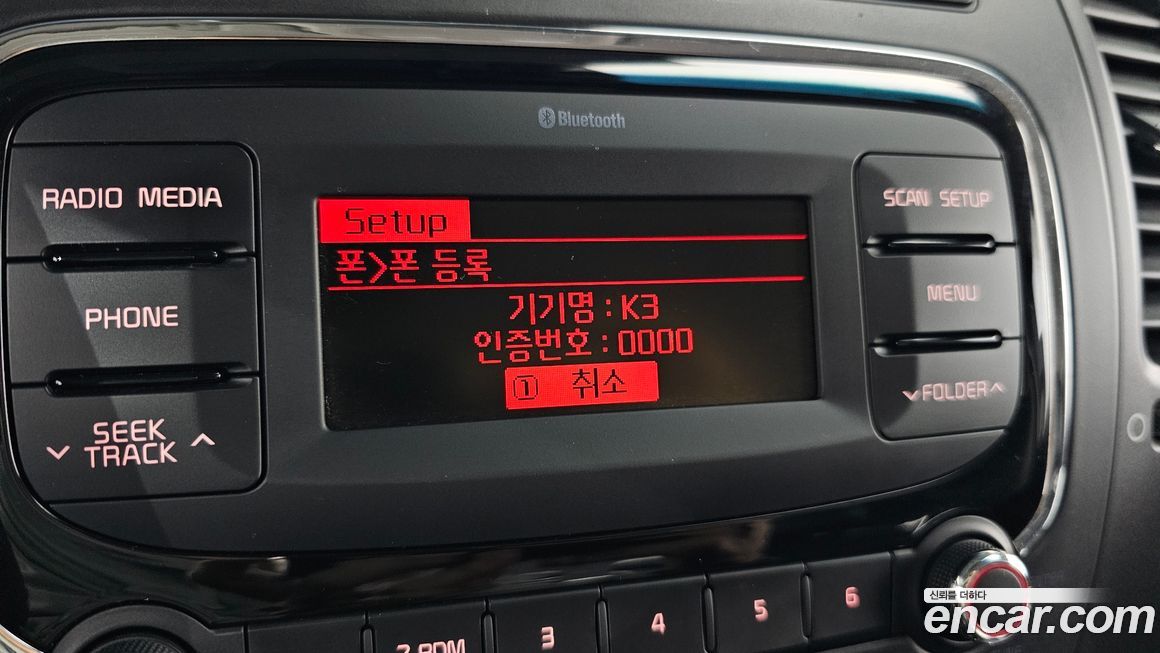 Bluetooth
RADIO MEDIA
PHONE
SEEK
TRACK
Setup
폰>폰 등록
기기명 : K3
인증번호 : 0000
① 취소
SCAN SETUP
MENU
FOLDER
2 RDM
3
4
5
6
신뢰를 더하다
encar.com